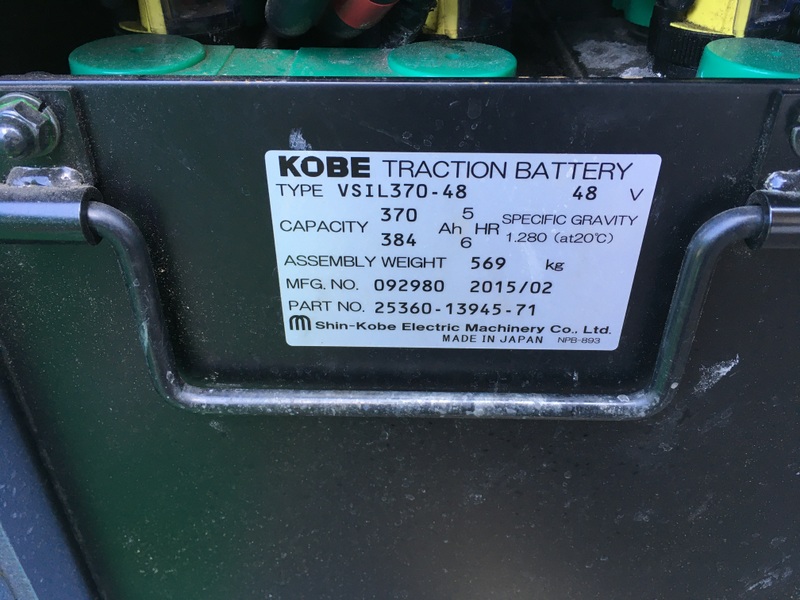 KOBE TRACTION BATTERY
TYPE VSIL370-48 48 V
CAPACITY 370 Ah 5 HR SPECIFIC GRAVITY
384 6 1.280 (at20℃)
ASSEMBLY WEIGHT 569 kg
MFG. NO. 092980 2015/02
PART NO. 25360-13945-71
Shin-Kobe Electric Machinery Co., Ltd.
MADE IN JAPAN NPB-893